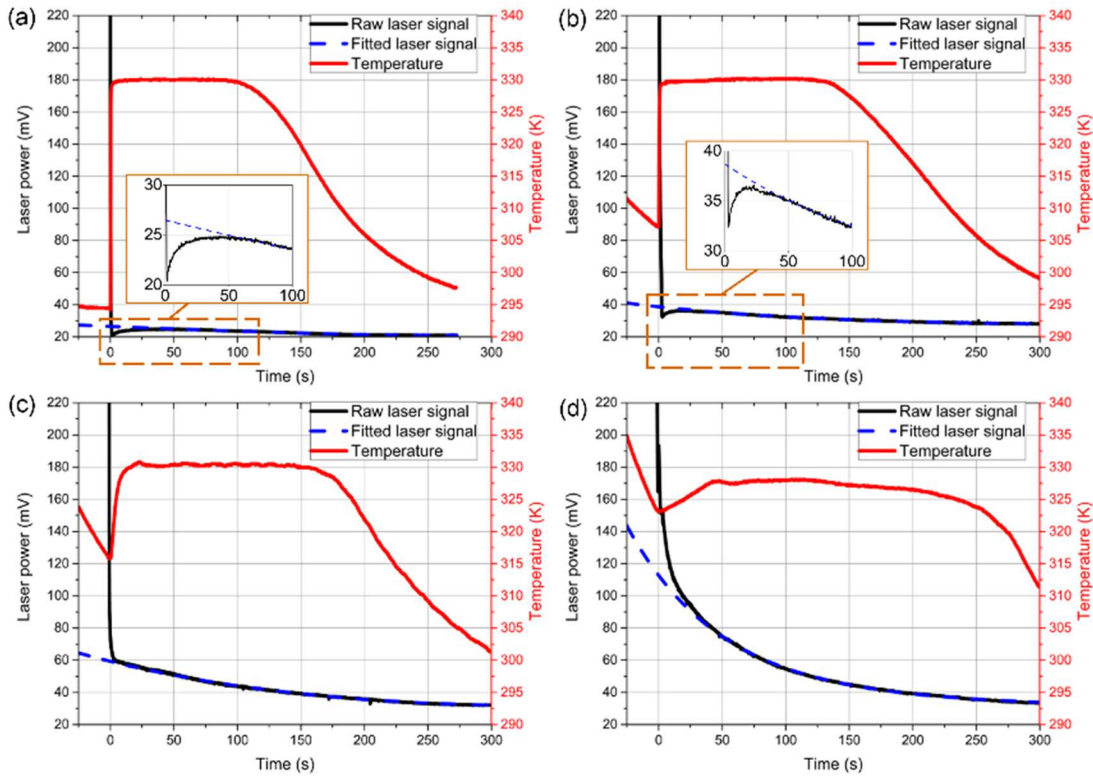 (a)
Raw laser signal
Fitted laser signal
Temperature
Laser power (mV)
220
200
180
160
140
120
100
80
60
40
20
Temperature (K)
340
335
330
325
320
315
310
305
300
295
290
30
25
20
0 50 100
0 50 100 150 200 250 300
Time (s)
(b)
Raw laser signal
Fitted laser signal
Temperature
Laser power (mV)
220
200
180
160
140
120
100
80
60
40
20
Temperature (K)
340
335
330
325
320
315
310
305
300
295
290
40
35
30
0 50 100
0 50 100 150 200 250 300
Time (s)
(c)
Raw laser signal
Fitted laser signal
Temperature
Laser power (mV)
220
200
180
160
140
120
100
80
60
40
20
Temperature (K)
340
335
330
325
320
315
310
305
300
295
290
0 50 100 150 200 250 300
Time (s)
(d)
Raw laser signal
Fitted laser signal
Temperature
Laser power (mV)
220
200
180
160
140
120
100
80
60
40
20
Temperature (K)
340
335
330
325
320
315
310
305
300
295
290
0 50 100 150 200 250 300
Time (s)